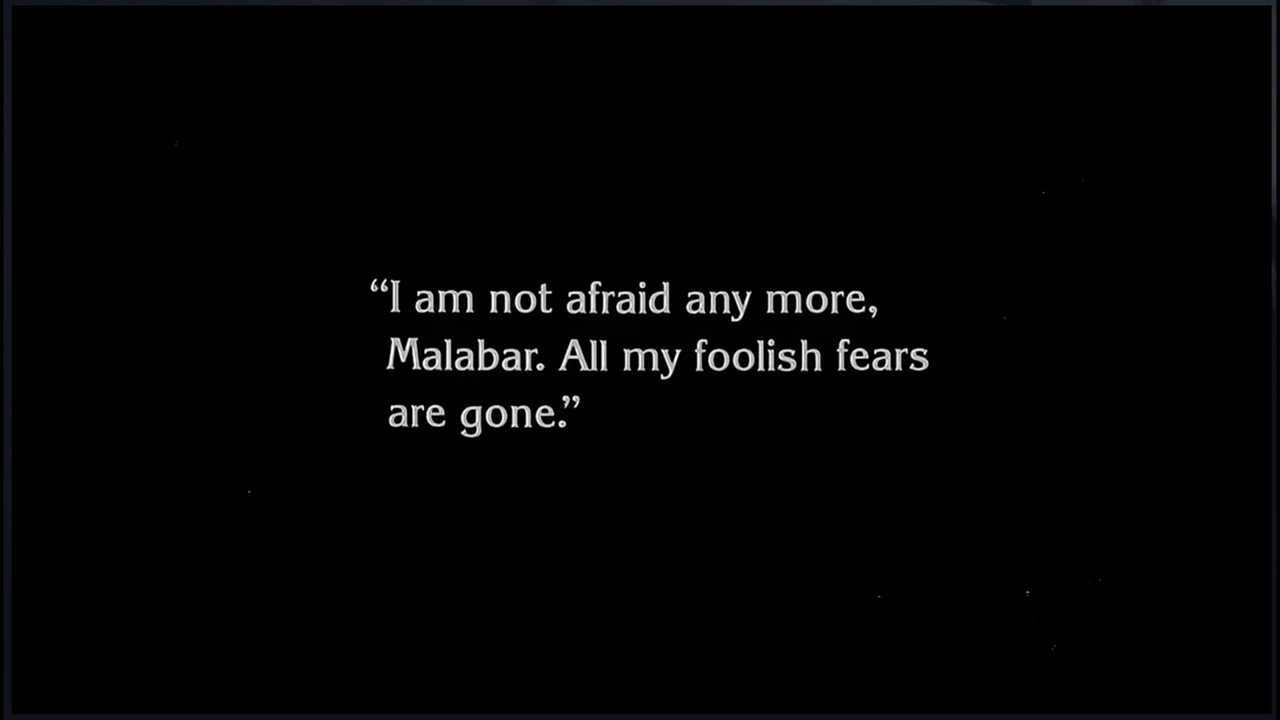 “I am not afraid any more,
Malabar. All my foolish fears
are gone.”